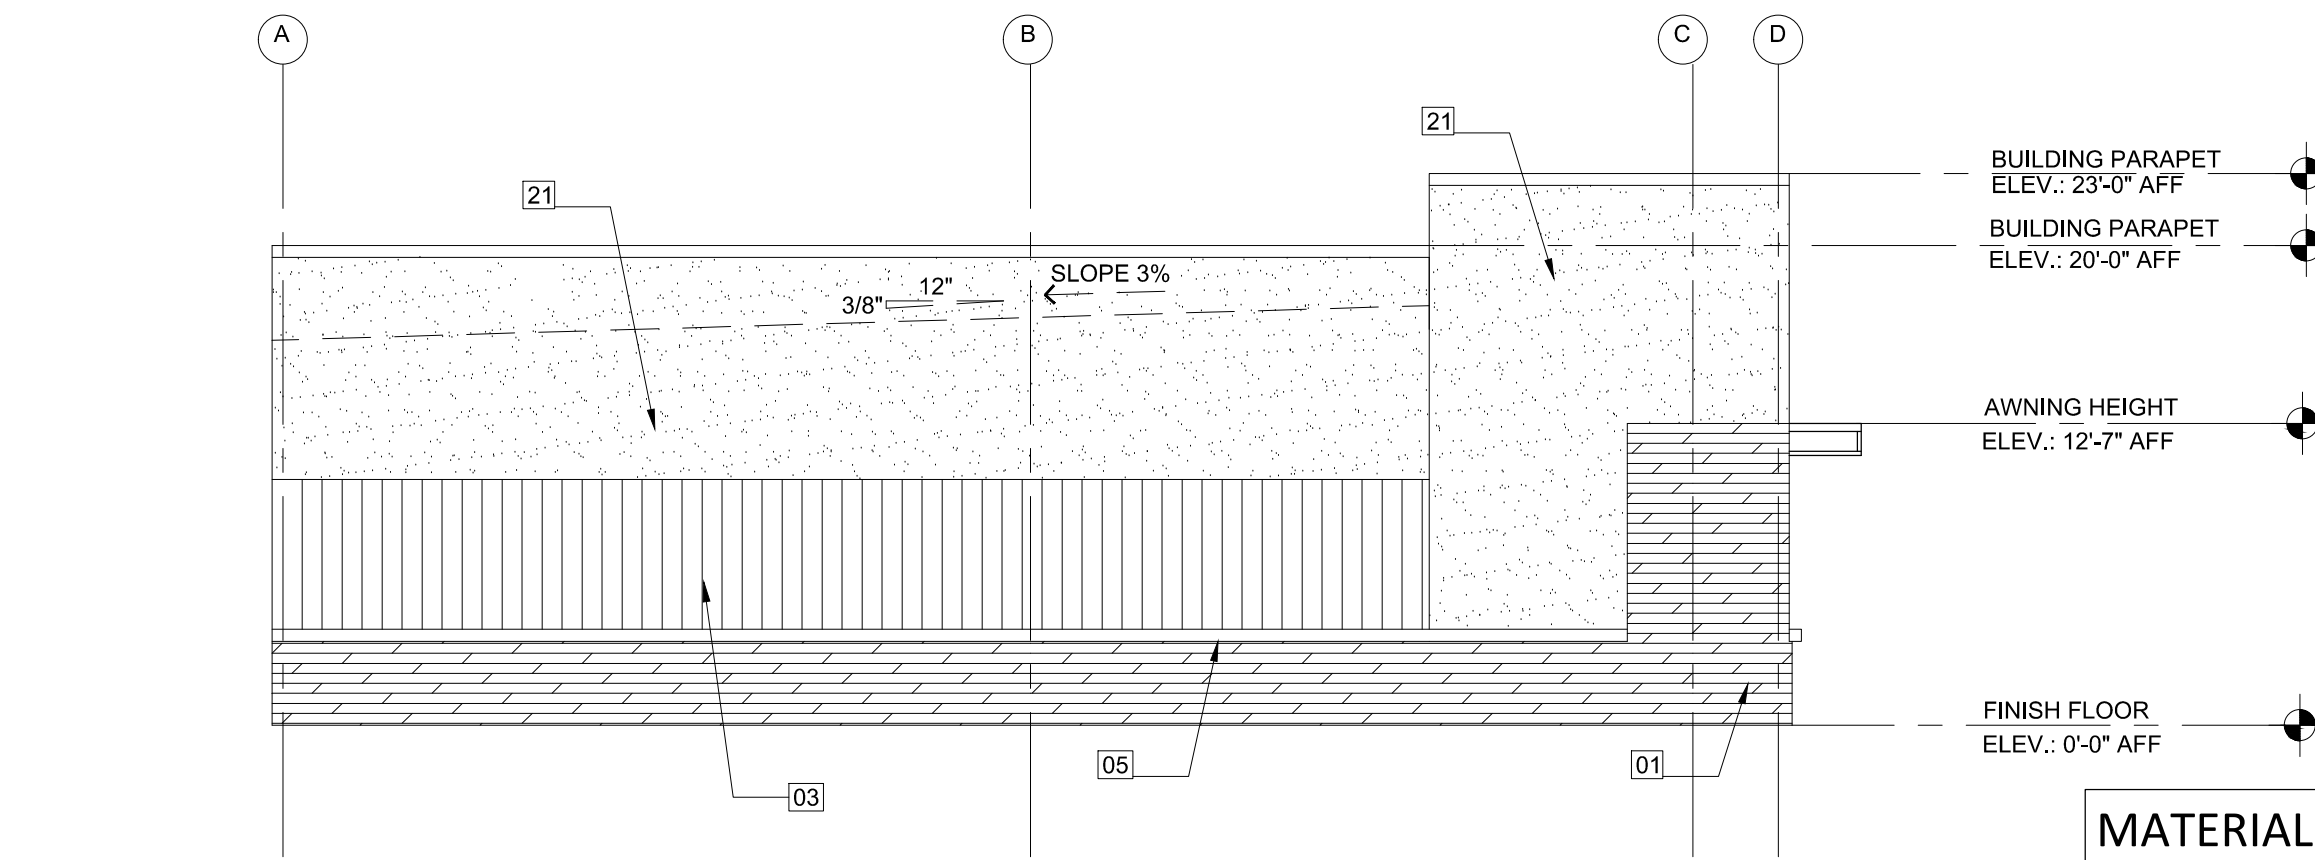 A
B
C
D
21
21
BUILDING PARAPET
ELEV.: 23'-0" AFF
BUILDING PARAPET
ELEV.: 20'-0" AFF
SLOPE 3%
12"
3/8"
AWNING HEIGHT
ELEV.: 12'-7" AFF
FINISH FLOOR
ELEV.: 0'-0" AFF
05
01
03
MATERIAL